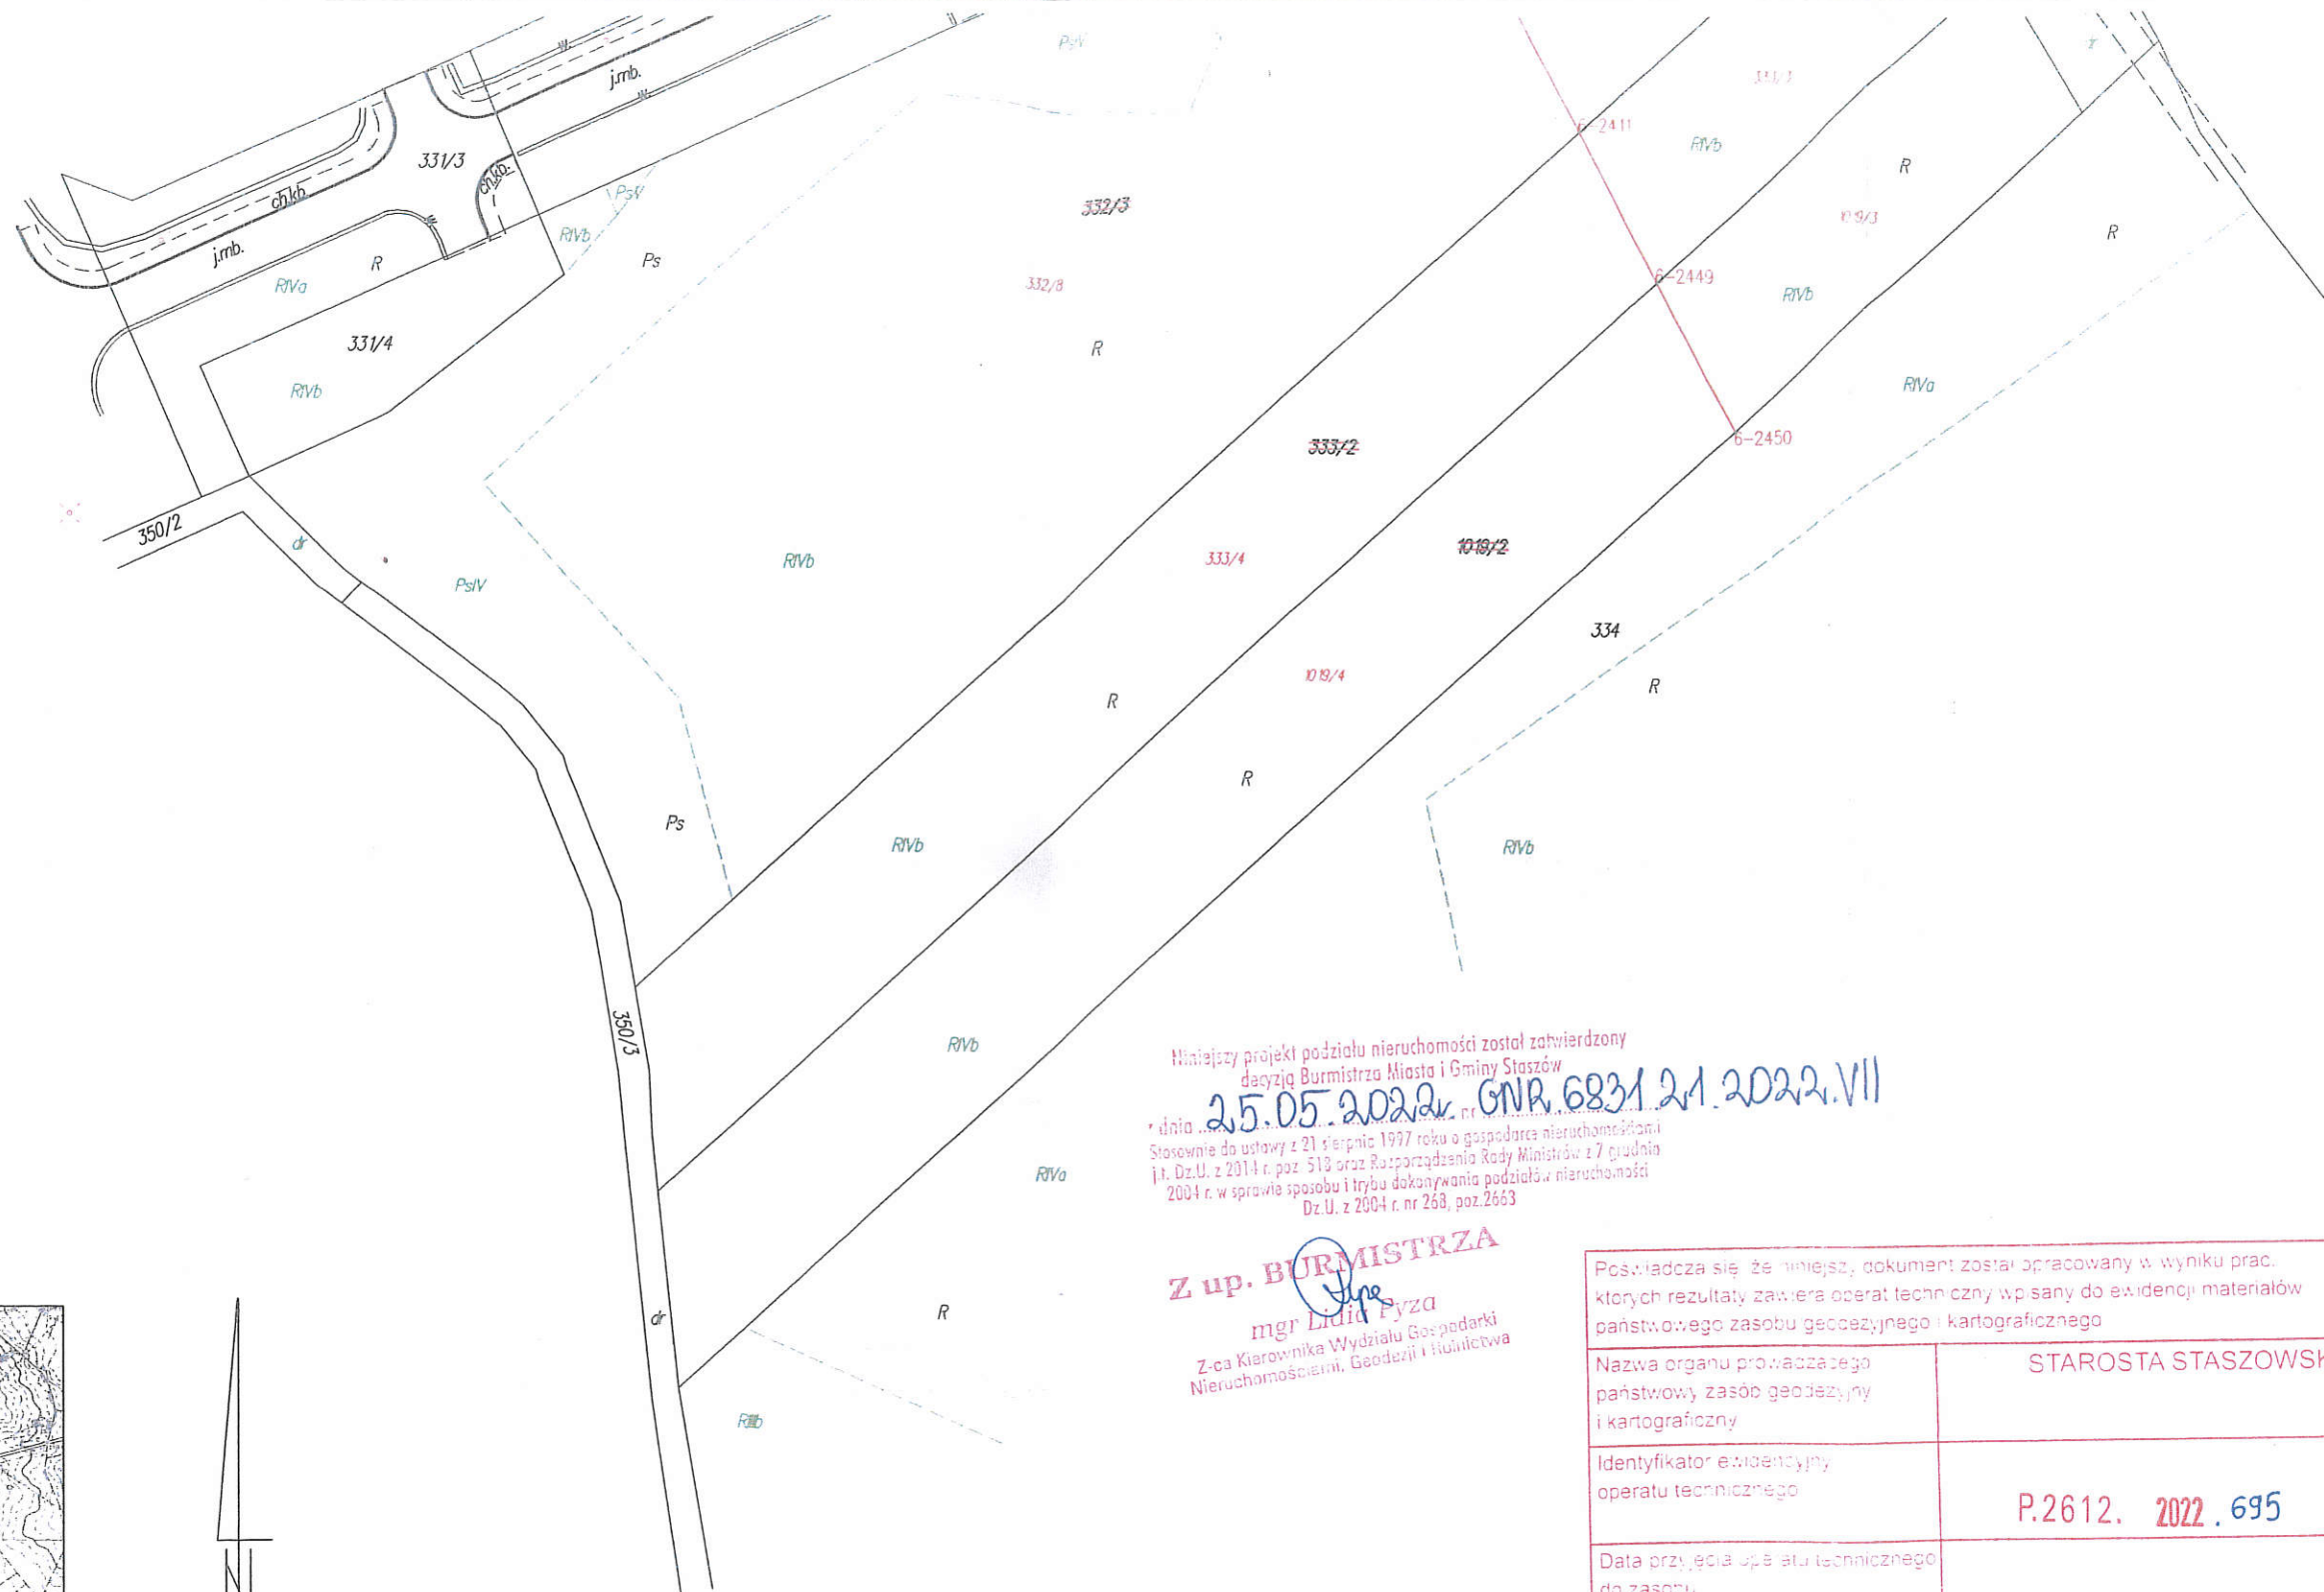 PsIV
w
j.mb.
w
333/3
r
6-2411
331/3
RIVb
R
ch.kb.
ch.kb.
PsIV
332/3
1019/3
w
R
j.mb.
R
RIVb
Ps
RIVa
332/8
6-2449
RIVb
331/4
R
RIVb
RIVa
333/2
6-2450
350/2
dr
1019/2
PsIV
RIVb
333/4
334
1019/4
R
R
R
Ps
RIVb
RIVb
350/3
RIVb
RIVa
dr
R
N
Niniejszy projekt podziału nieruchomości został zatwierdzony
decyzją Burmistrza Miasta i Gminy Staszów
z dnia 25.05.2022r. nr GNR.6831.21.2022.VII
Stosownie do ustawy z 21 sierpnia 1997 roku o gospodarce nieruchomościami
j.t. Dz.U. z 2014 r. poz. 518 oraz Rozporządzenia Rady Ministrów z 7 grudnia
2004 r. w sprawie sposobu i trybu dokonywania podziałów nieruchomości
Dz.U. z 2004 r. nr 268, poz.2663
Z up. BURMISTRZA
mgr Lidia Pyza
Z-ca Kierownika Wydziału Gospodarki
Nieruchomościami, Geodezji i Rolnictwa
Poświadcza się, że niniejszy dokument został opracowany w wyniku prac,
których rezultaty zawiera operat techniczny wpisany do ewidencji materiałów
państwowego zasobu geodezyjnego i kartograficznego
Nazwa organu prowadzącego
państwowy zasób geodezyjny
i kartograficzny
STAROSTA STASZOWSK
Identyfikator ewidencyjny
operatu technicznego
P.2612. 2022.695
Data przyjęcia operatu technicznego
do zasobu